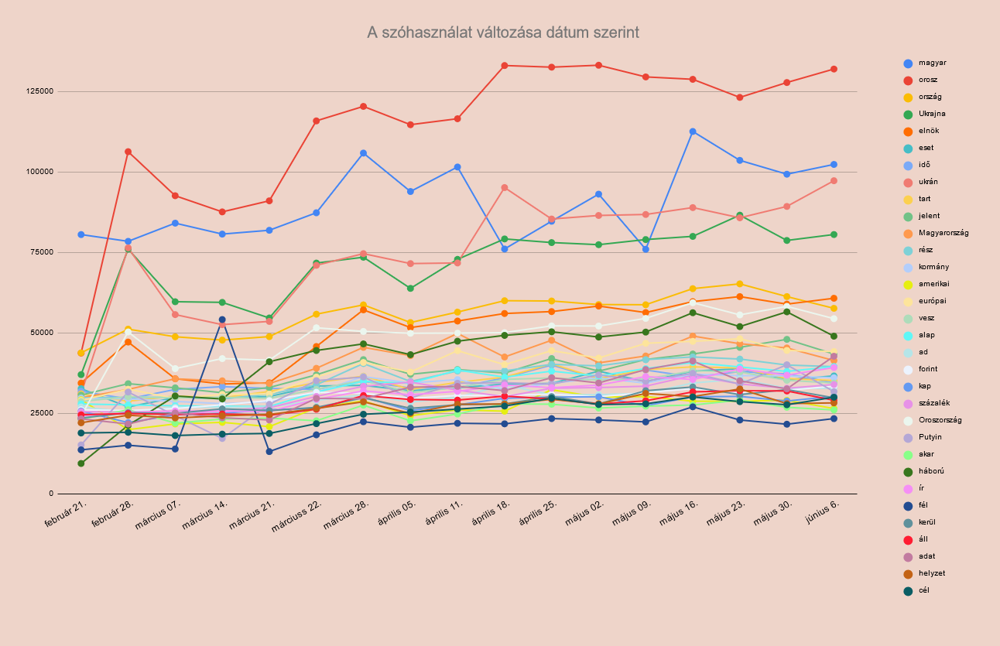 A szóhasználat változása dátum szerint
125000
100000
75000
50000
25000
0
február 21.
február 28.
március 07.
március 14.
március 21.
március 22.
március 28.
április 05.
április 11.
április 18.
április 25.
május 02.
május 09.
május 16.
május 23.
május 30.
június 6.
magyar
orosz
ország
Ukrajna
elnök
eset
idő
ukrán
tart
jelent
Magyarország
rész
kormány
amerikai
európai
vesz
alap
ad
forint
kap
százalék
Oroszország
Putyin
akar
háború
ír
fél
kerül
áll
adat
helyzet
cél